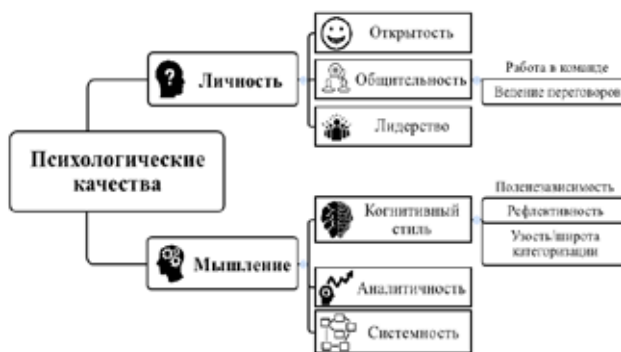 Открытость
Личность
Общительность
Работа в команде
Ведение переговоров
Лидерство
Психологические
качества
Поленезависимость
Когнитивный
стиль
Рефлективность
Узость/широта
категоризации
Мышление
Аналитичность
Системность